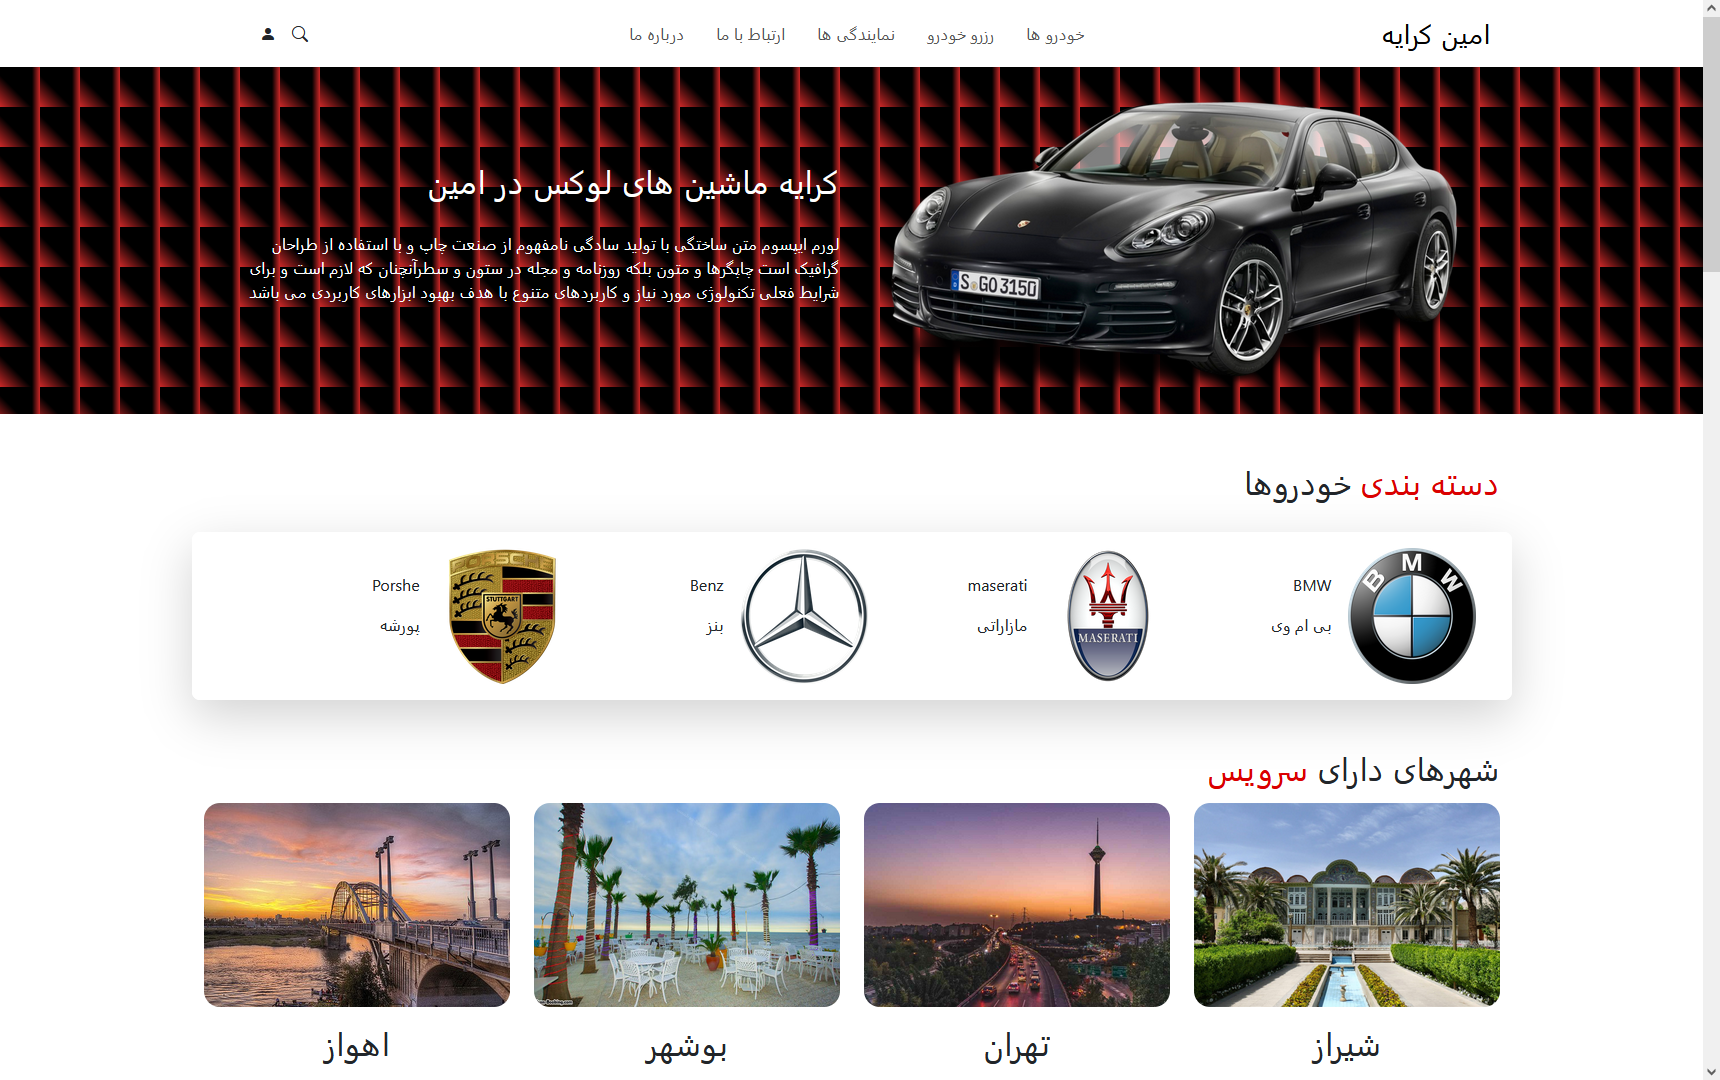 امین کرایه
خودرو ها
رزرو خودرو
نمایندگی ها
ارتباط با ما
درباره ما
کرایه ماشین های لوکس در امین
لورم ایپسوم متن ساختگی با تولید سادگی نامفهوم از صنعت چاپ و با استفاده از طراحان
گرافیک است چاپگرها و متون بلکه روزنامه و مجله در ستون و سطرآنچنان که لازم است و برای
شرایط فعلی تکنولوژی مورد نیاز و کاربردهای متنوع با هدف بهبود ابزارهای کاربردی می باشد
S GO 3150
دسته بندی خودروها
BMW
BMW
بی ام وی
MASERATI
maserati
مازاراتی
Benz
بنز
PORSCHE
STUTTGART
Porshe
پورشه
شهرهای دارای سرویس
شیراز
تهران
بوشهر
اهواز